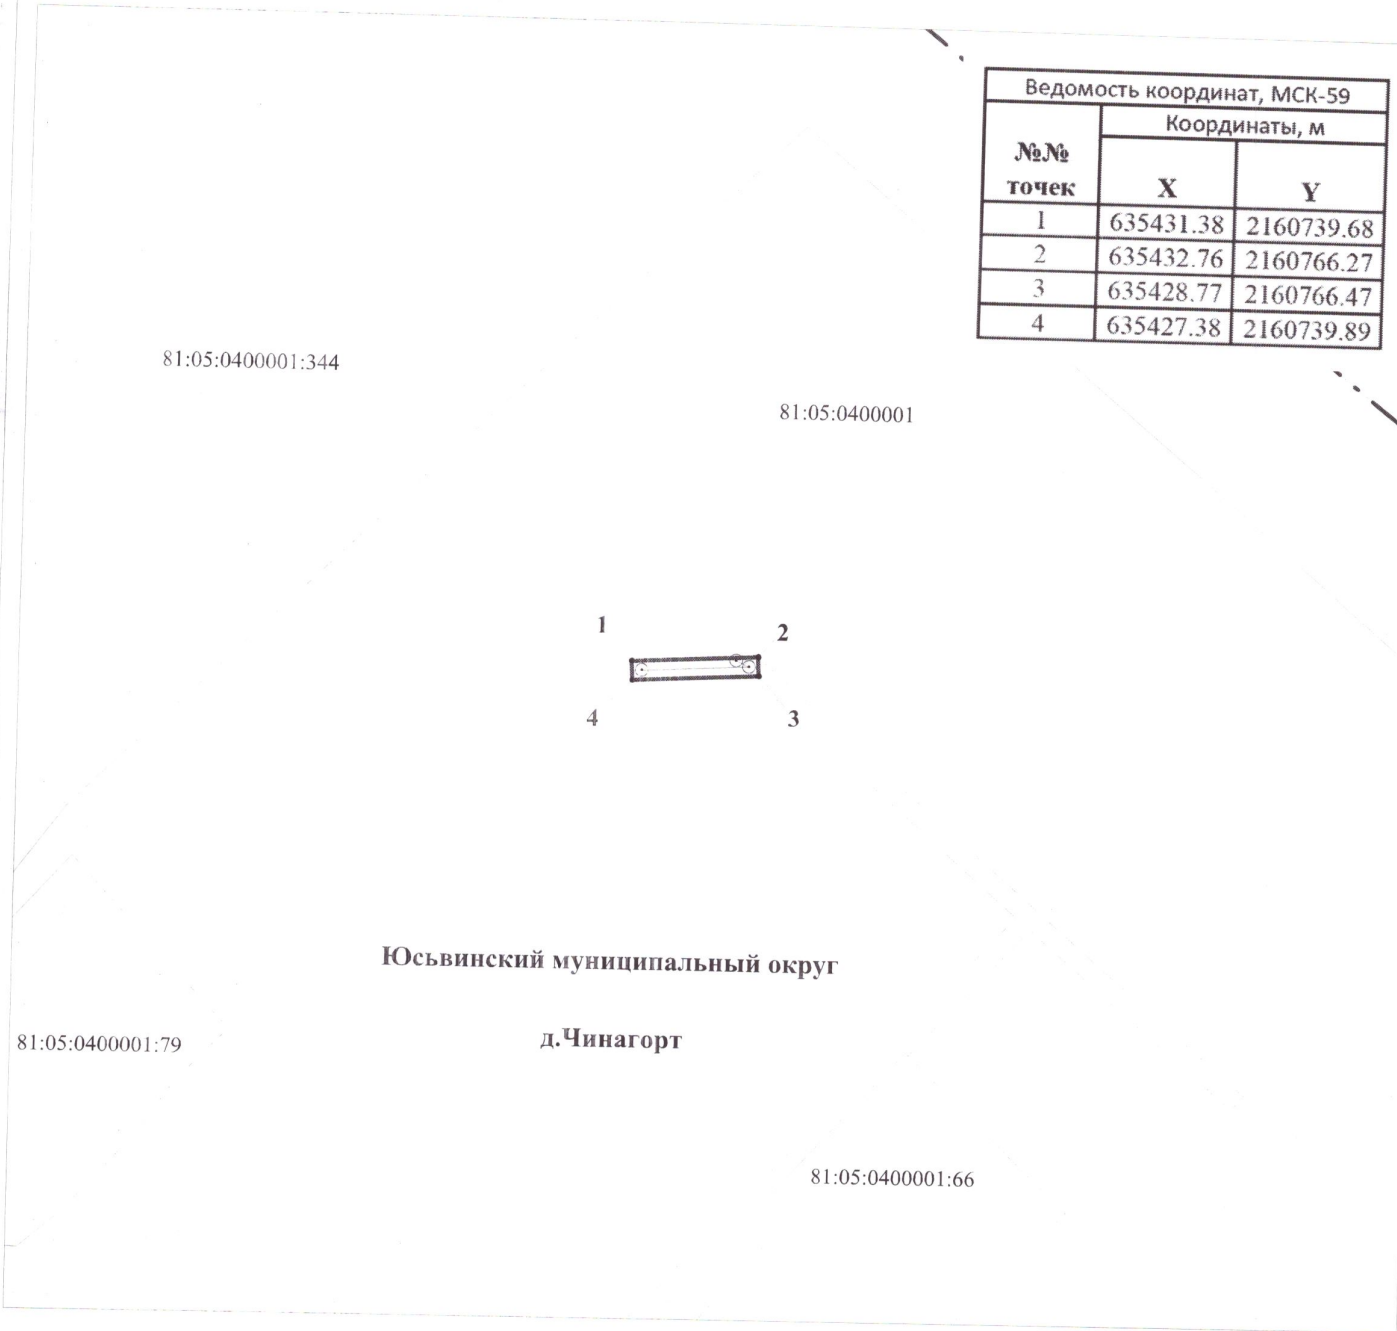 Ведомость координат, МСК-59
Координаты, м
№№ точек X Y
1 635431.38 2160739.68
2 635432.76 2160766.27
3 635428.77 2160766.47
4 635427.38 2160739.89
81:05:0400001:344
81:05:0400001
1
2
4
3
Юсьвинский муниципальный округ
81:05:0400001:79
д.Чинагорт
81:05:0400001:66